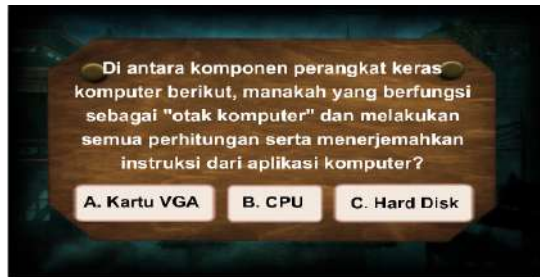 Di antara komponen perangkat keras
komputer berikut, manakah yang berfungsi
sebagai "otak komputer" dan melakukan
semua perhitungan serta menerjemahkan
instruksi dari aplikasi komputer?
A. Kartu VGA B. CPU C. Hard Disk